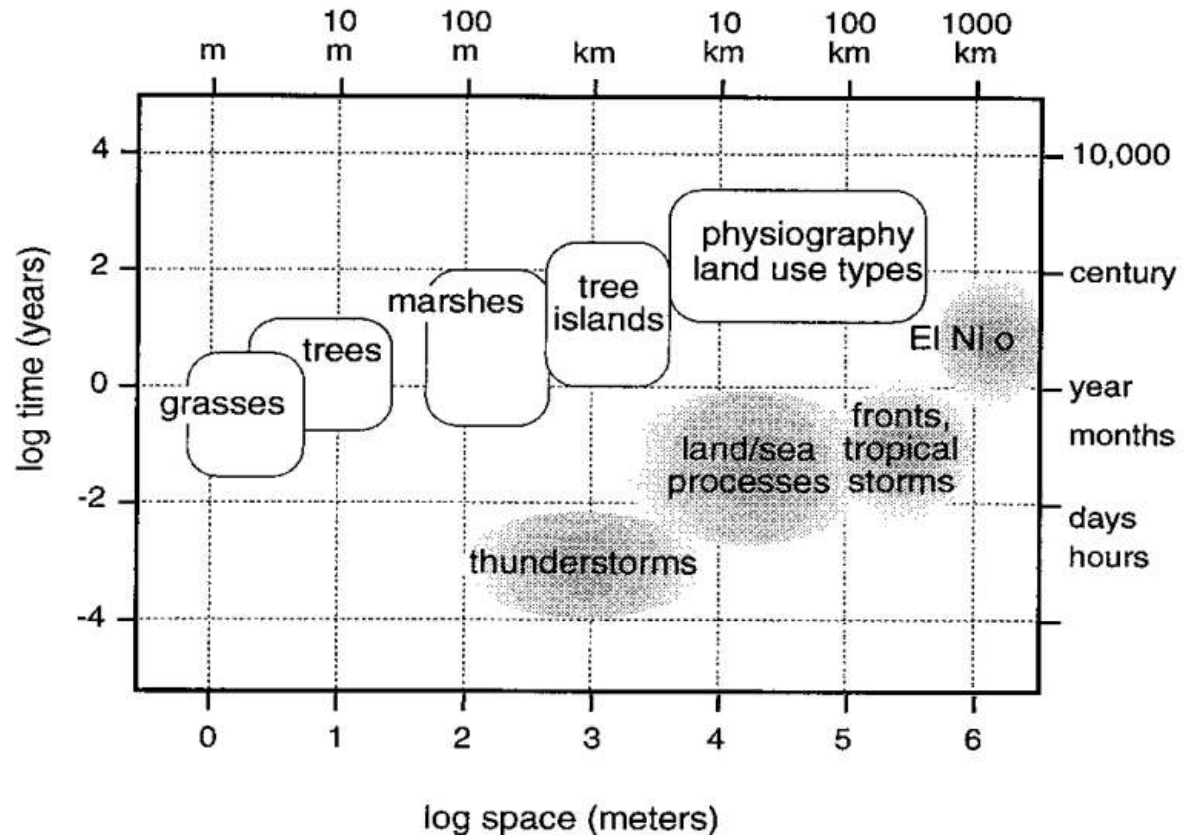 m
10
m
100
m
km
10
km
100
km
1000
km
4
2
0
-2
-4
log time (years)
10,000
century
year
months
days
hours
physiography
land use types
tree
islands
marshes
trees
grasses
El NI o
fronts,
tropical
storms
land/sea
processes
thunderstorms
0
1
2
3
4
5
6
log space (meters)